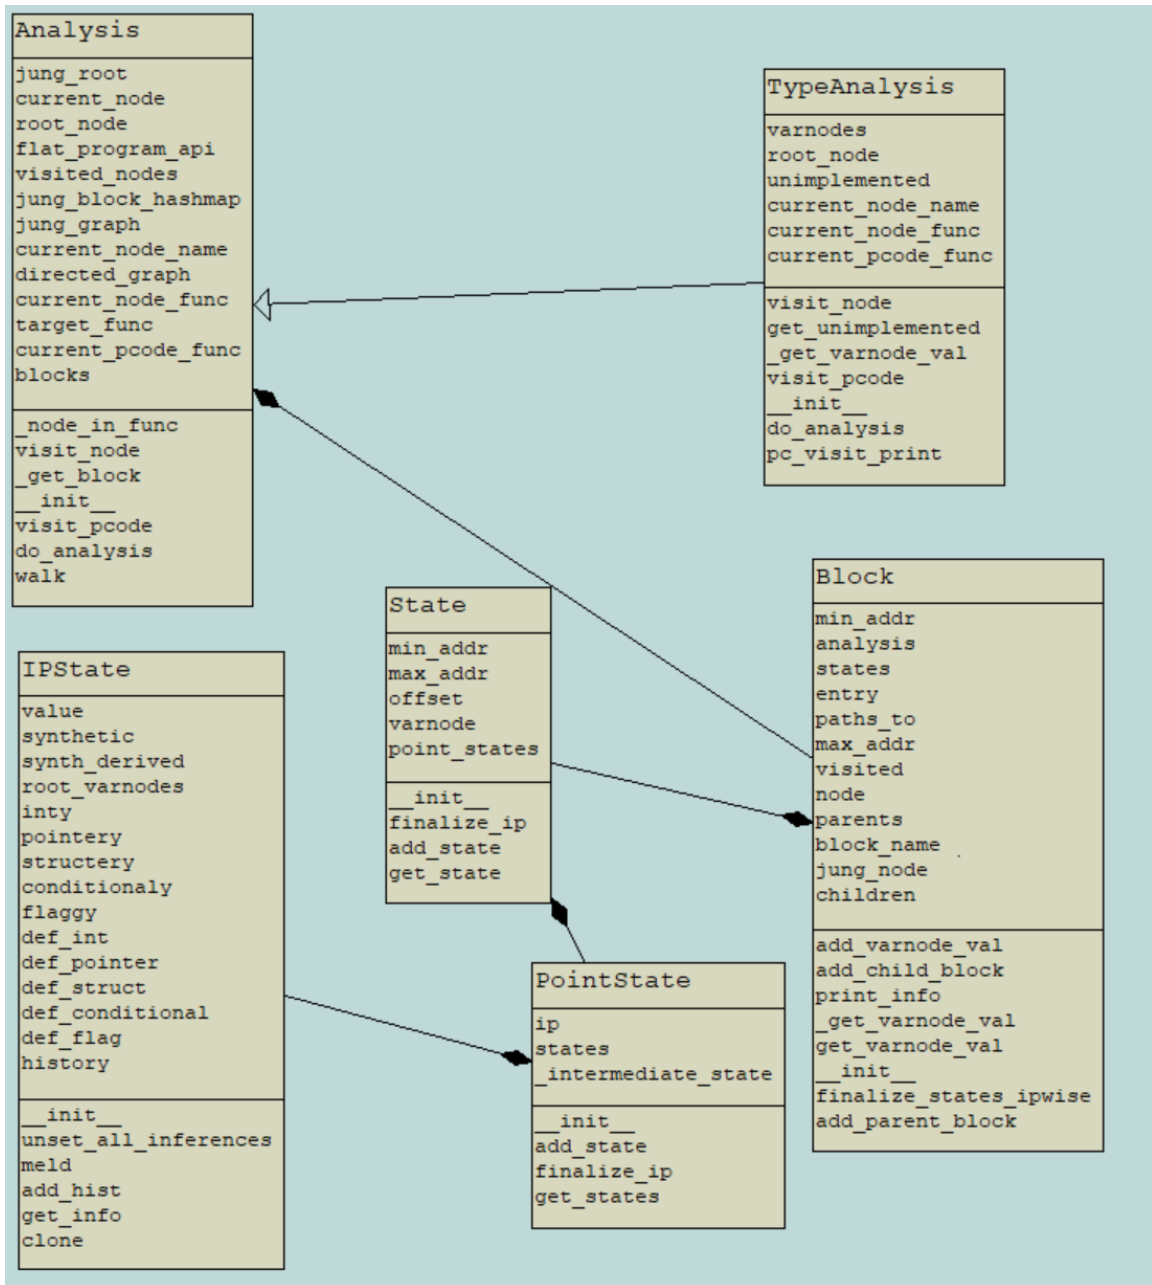 Analysis
jung_root
current_node
root_node
flat_program_api
visited_nodes
jung_block_hashmap
jung_graph
current_node_name
directed_graph
current_node_func
target_func
current_pcode_func
blocks
_node_in_func
visit_node
_get_block
__init__
visit_pcode
do_analysis
walk
TypeAnalysis
varnodes
root_node
unimplemented
current_node_name
current_node_func
current_pcode_func
visit_node
get_unimplemented
_get_varnode_val
visit_pcode
__init__
do_analysis
pc_visit_print
State
min_addr
max_addr
offset
varnode
point_states
__init__
finalize_ip
add_state
get_state
Block
min_addr
analysis
states
entry
paths_to
max_addr
visited
node
parents
block_name
jung_node
children
add_varnode_val
add_child_block
print_info
_get_varnode_val
get_varnode_val
__init__
finalize_states_ipwise
add_parent_block
IPState
value
synthetic
synth_derived
root_varnodes
inty
pointery
structery
conditionaly
flaggy
def_int
def_pointer
def_struct
def_conditional
def_flag
history
__init__
unset_all_inferences
meld
add_hist
get_info
clone
PointState
ip
states
_intermediate_state
__init__
add_state
finalize_ip
get_states